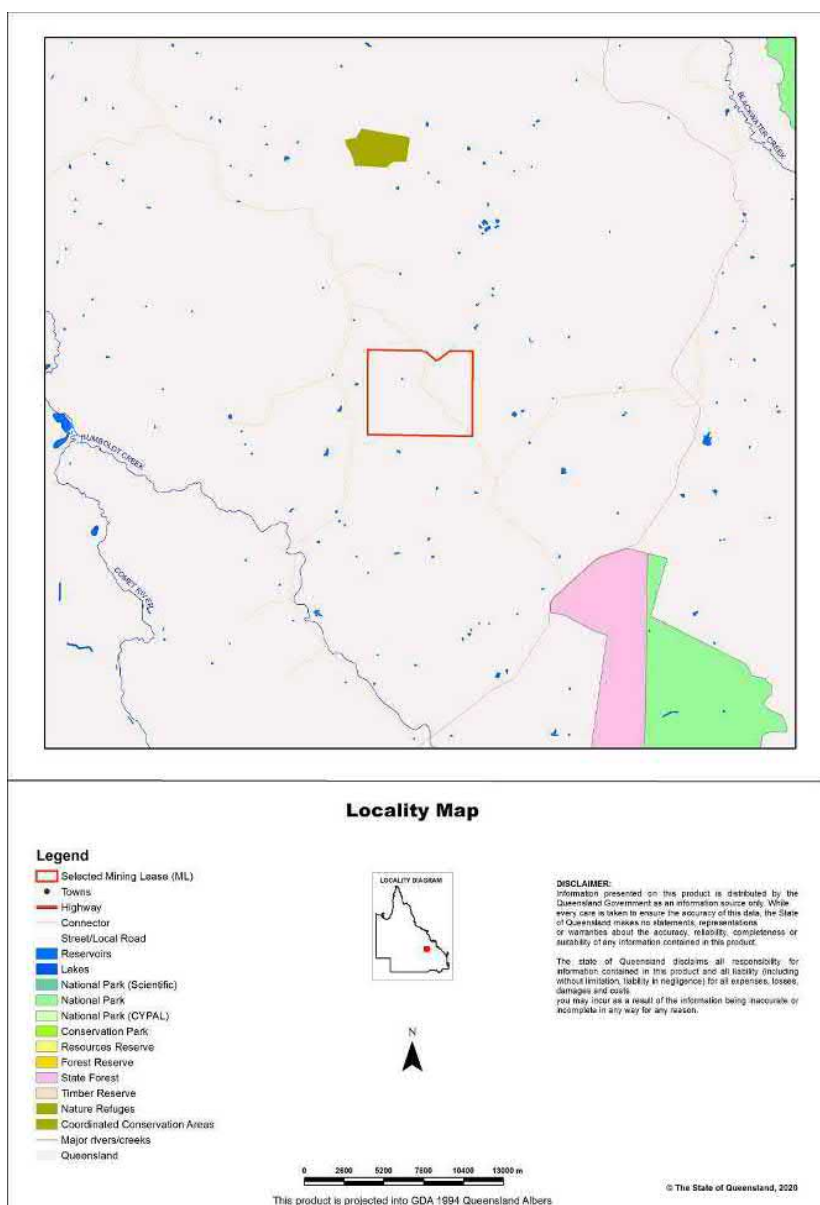 BLACKWATER CREEK
HUMBOLDT CREEK
COMET RIVER
Locality Map
Legend
Selected Mining Lease (ML)
Towns
Highway
Connector
Street/Local Road
Reservoirs
Lakes
National Park (Scientific)
National Park
National Park (CYPAL)
Conservation Park
Resources Reserve
Forest Reserve
State Forest
Timber Reserve
Nature Refuges
Coordinated Conservation Areas
Major rivers/creeks
Queensland
LOCALITY DIAGRAM
N
0 2600 5200 7800 10400 13000 m
This product is projected into GDA 1994 Queensland Albers
DISCLAIMER:
Information presented on this product is distributed by the
Queensland Government as an information source only. While
every care is taken to ensure the accuracy of this data, the State
of Queensland makes no statements, representations
or warranties about the accuracy, reliability, completeness or
suitability of any information contained in this product.
The state of Queensland disclaims all responsibility for
information contained in this product and all liability (including
without limitation, liability in negligence) for all expenses, losses,
damages and costs
you may incur as a result of the information being inaccurate or
incomplete in any way for any reason.
© The State of Queensland, 2020